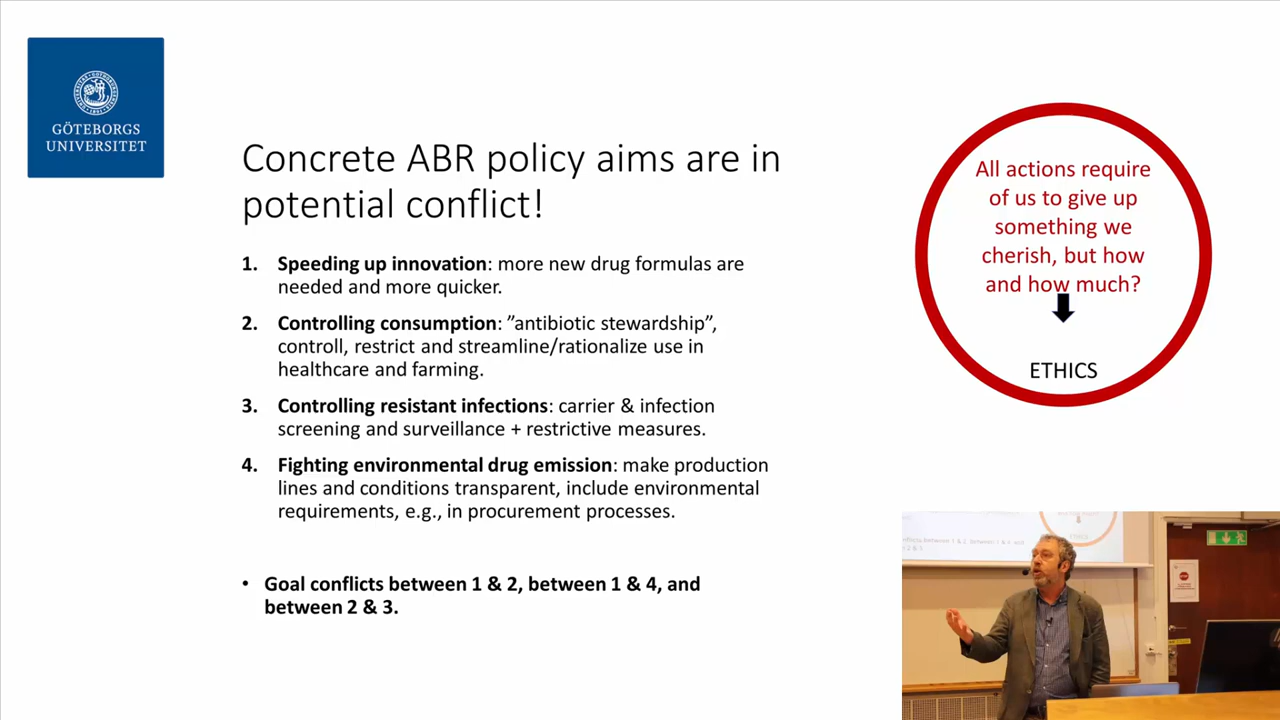 GÖTEBORGS
UNIVERSITET
Concrete ABR policy aims are in
potential conflict!
1. Speeding up innovation: more new drug formulas are
needed and more quicker.
2. Controlling consumption: ”antibiotic stewardship”,
controll, restrict and streamline/rationalize use in
healthcare and farming.
3. Controlling resistant infections: carrier & infection
screening and surveillance + restrictive measures.
4. Fighting environmental drug emission: make production
lines and conditions transparent, include environmental
requirements, e.g., in procurement processes.
• Goal conflicts between 1 & 2, between 1 & 4, and
between 2 & 3.
All actions require
of us to give up
something we
cherish, but how
and how much?
ETHICS